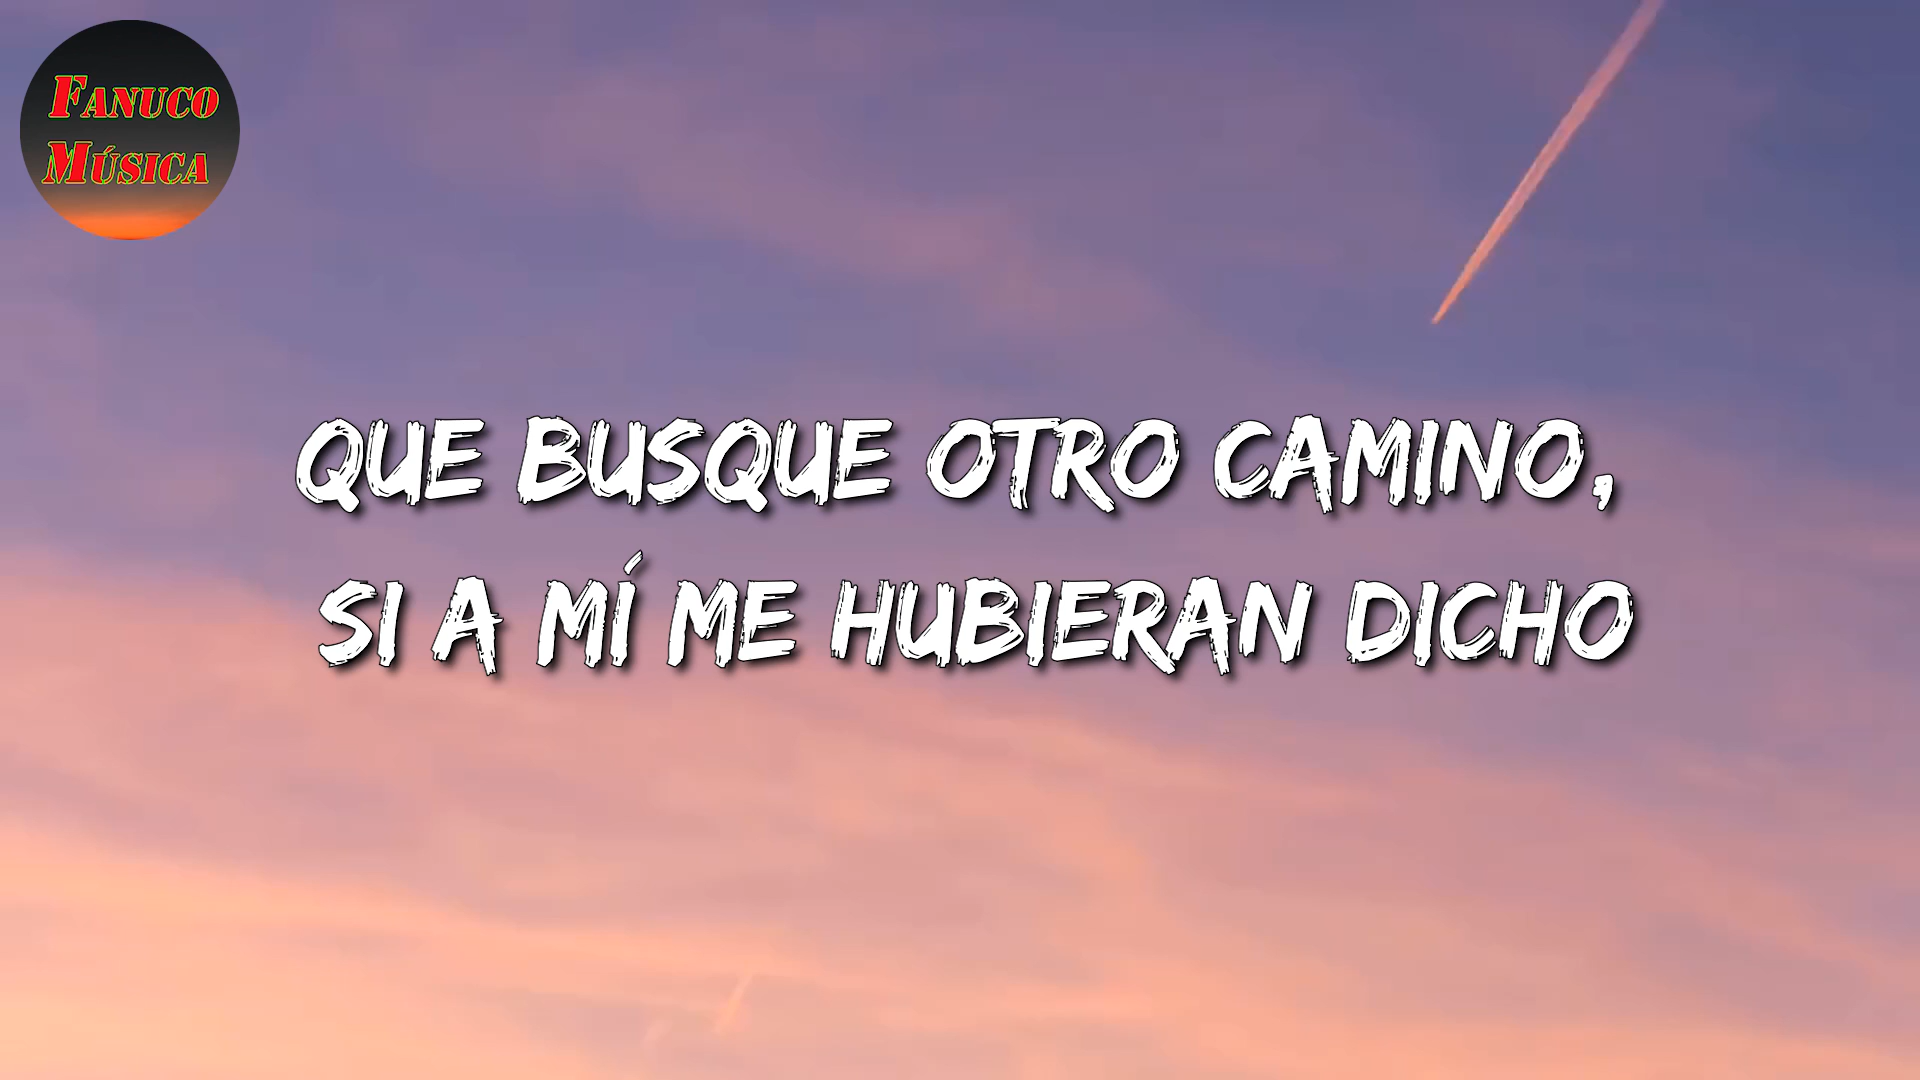 FANUCO
MÚSICA
QUE BUSQUE OTRO CAMINO,
SI A MÍ ME HUBIERAN DICHO